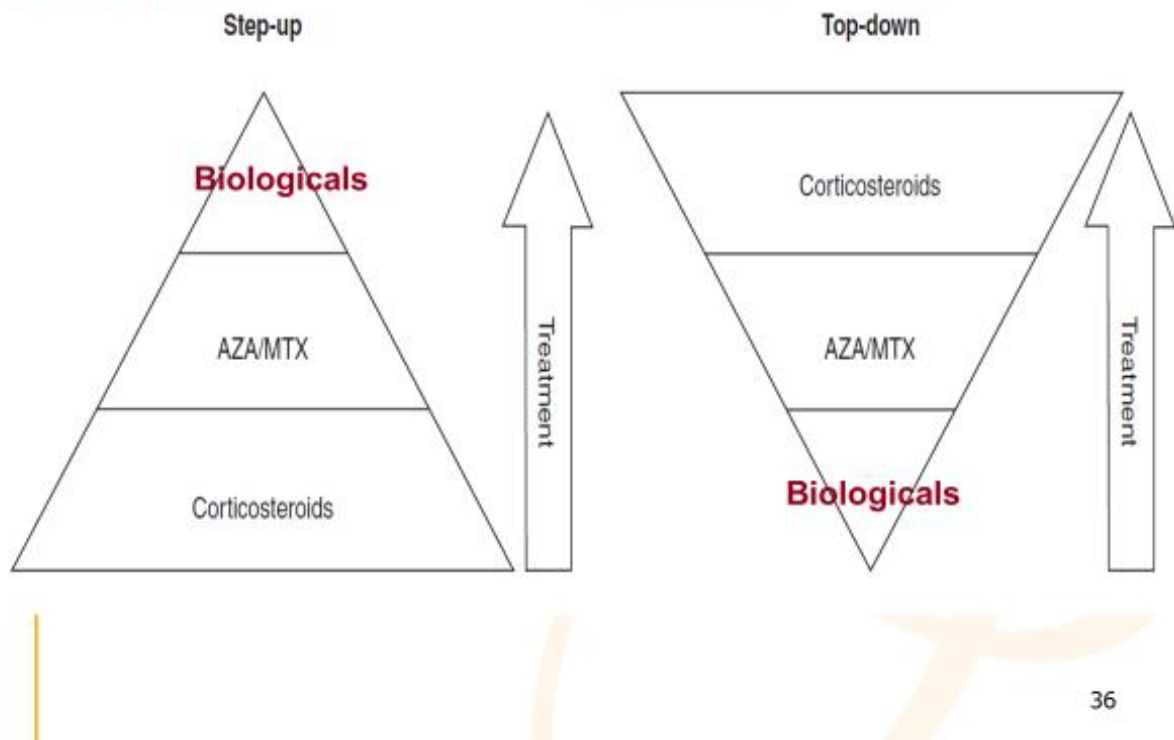 Step-up
Top-down
Biologicals
AZA/MTX
Corticosteroids
Treatment
Corticosteroids
AZA/MTX
Biologicals
Treatment
36